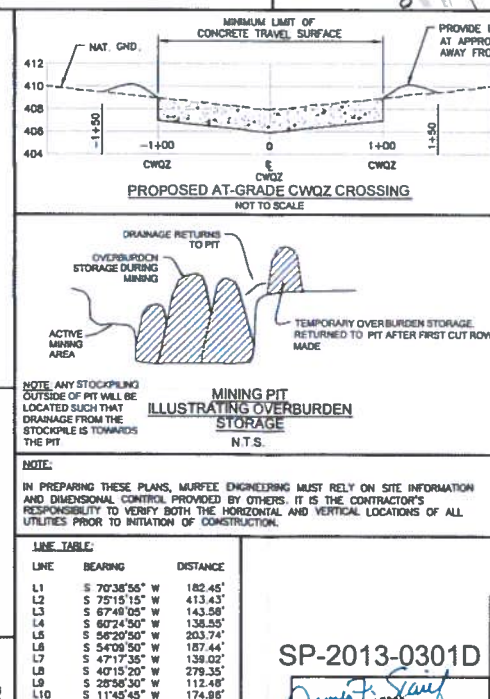 MINIMUM LIMIT OF
CONCRETE TRAVEL SURFACE
NAT. GND.
PROVIDE
AT APPRO
AWAY FRO
412
410
408
406
404
-1+50
-1+00
0
1+00
1+50
CWQZ
CWQZ
CWQZ
PROPOSED AT-GRADE CWQZ CROSSING
NOT TO SCALE
DRAINAGE RETURNS
TO PIT
OVERBURDEN
STORAGE DURING
MINING
ACTIVE
MINING
AREA
TEMPORARY OVERBURDEN STORAGE.
RETURNED TO PIT AFTER FIRST CUT ROW
MADE
NOTE: ANY STOCKPILING
OUTSIDE OF PIT WILL BE
LOCATED SUCH THAT
DRAINAGE FROM THE
STOCKPILE IS TOWARDS
THE PIT
MINING PIT
ILLUSTRATING OVERBURDEN
STORAGE
N.T.S.
NOTE:
IN PREPARING THESE PLANS, MURFEE ENGINEERING MUST RELY ON SITE INFORMATION
AND DIMENSIONAL CONTROL PROVIDED BY OTHERS. IT IS THE CONTRACTOR'S
RESPONSIBILITY TO VERIFY BOTH THE HORIZONTAL AND VERTICAL LOCATIONS OF ALL
UTILITIES PRIOR TO INITIATION OF CONSTRUCTION.
LINE TABLE:
LINE BEARING DISTANCE
L1 S 70°38'55" W 182.45'
L2 S 75°15'15" W 413.43'
L3 S 67°49'05" W 143.58'
L4 S 60°24'50" W 138.55'
L5 S 56°20'50" W 203.74'
L6 S 54°09'50" W 187.44'
L7 S 47°17'35" W 139.02'
L8 S 40°15'20" W 279.35'
L9 S 28°58'30" W 112.48'
L10 S 11°45'45" W 174.96'
SP-2013-0301D